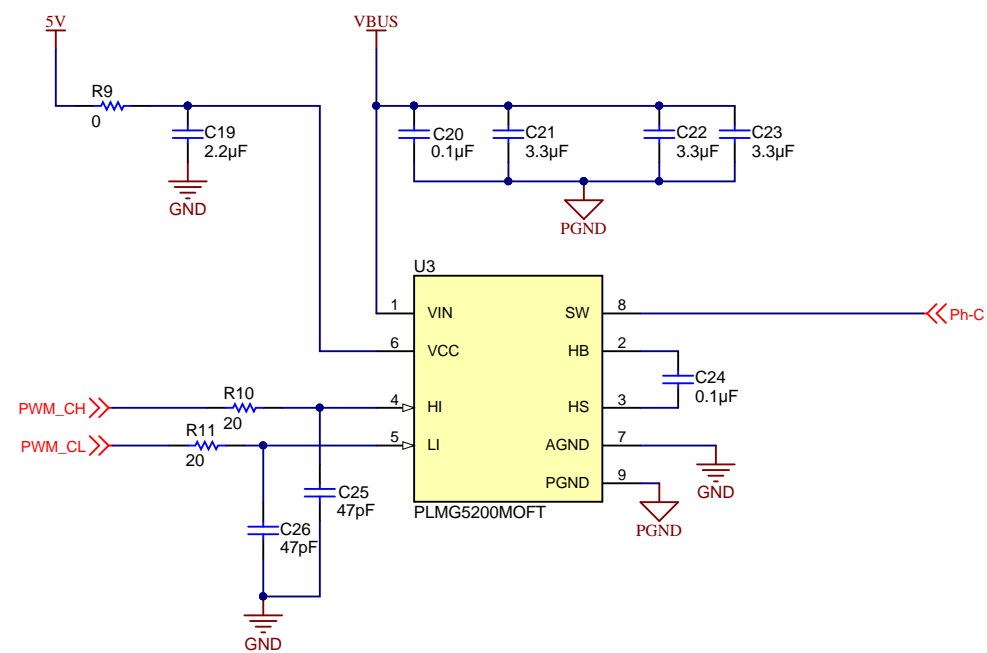 5V
VBUS
R9
0
C19
2.2µF
GND
C20
0.1µF
C21
3.3µF
C22
3.3µF
C23
3.3µF
PGND
U3
1
VIN
SW
8
Ph-C
6
VCC
HB
2
C24
0.1µF
PWM_CH
R10
20
4
HI
HS
3
PWM_CL
R11
20
5
LI
AGND
7
GND
PGND
9
PGND
C25
47pF
C26
47pF
PLMG5200MOFT
GND